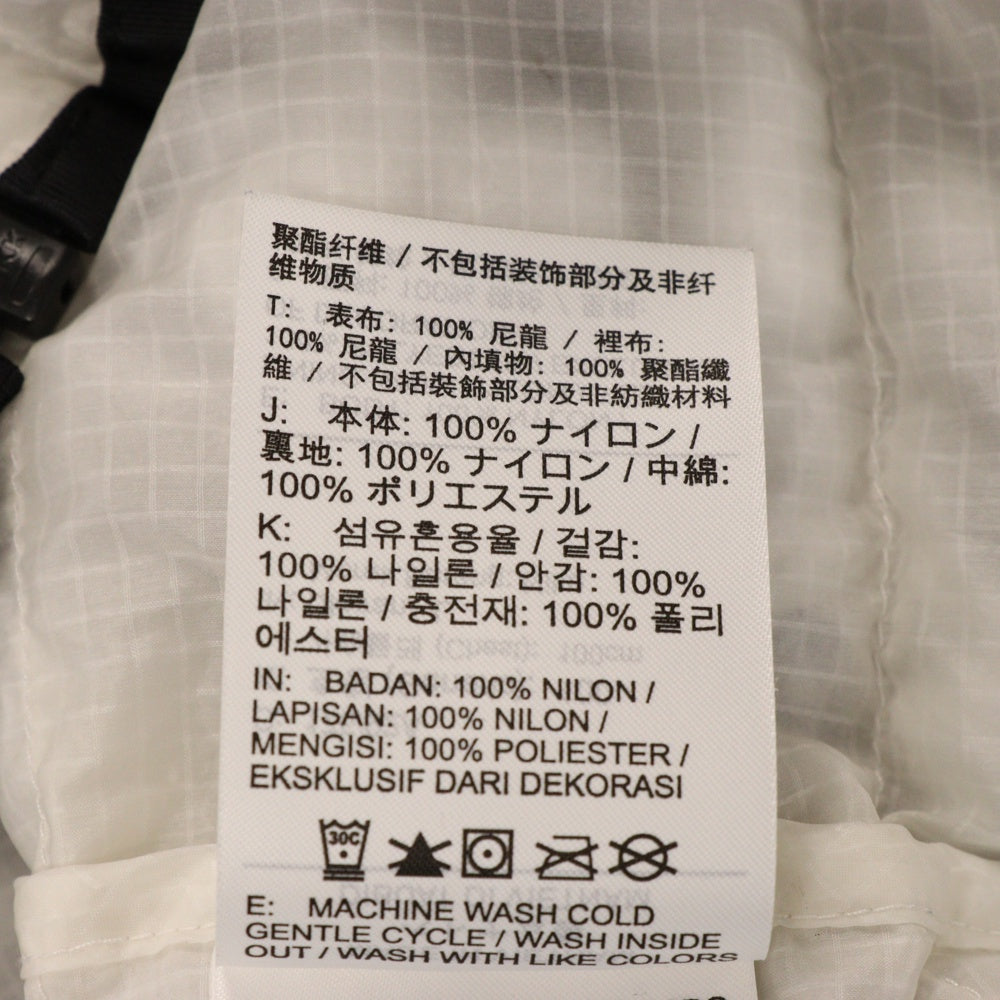 聚酯纤维 / 不包括装饰部分及非纤
维物质
T: 表布: 100% 尼龍 / 裡布:
100% 尼龍 / 內填物: 100% 聚酯纖
維 / 不包括裝飾部分及非紡織材料
J: 本体: 100% ナイロン /
裏地: 100% ナイロン / 中綿:
100% ポリエステル
K: 섬유혼용율 / 겉감:
100% 나일론 / 안감: 100%
나일론 / 충전재: 100% 폴리
에스터
IN: BADAN: 100% NILON /
LAPISAN: 100% NILON /
MENGISI: 100% POLIESTER /
EKSKLUSIF DARI DEKORASI
30C
E: MACHINE WASH COLD
GENTLE CYCLE / WASH INSIDE
OUT / WASH WITH LIKE COLORS